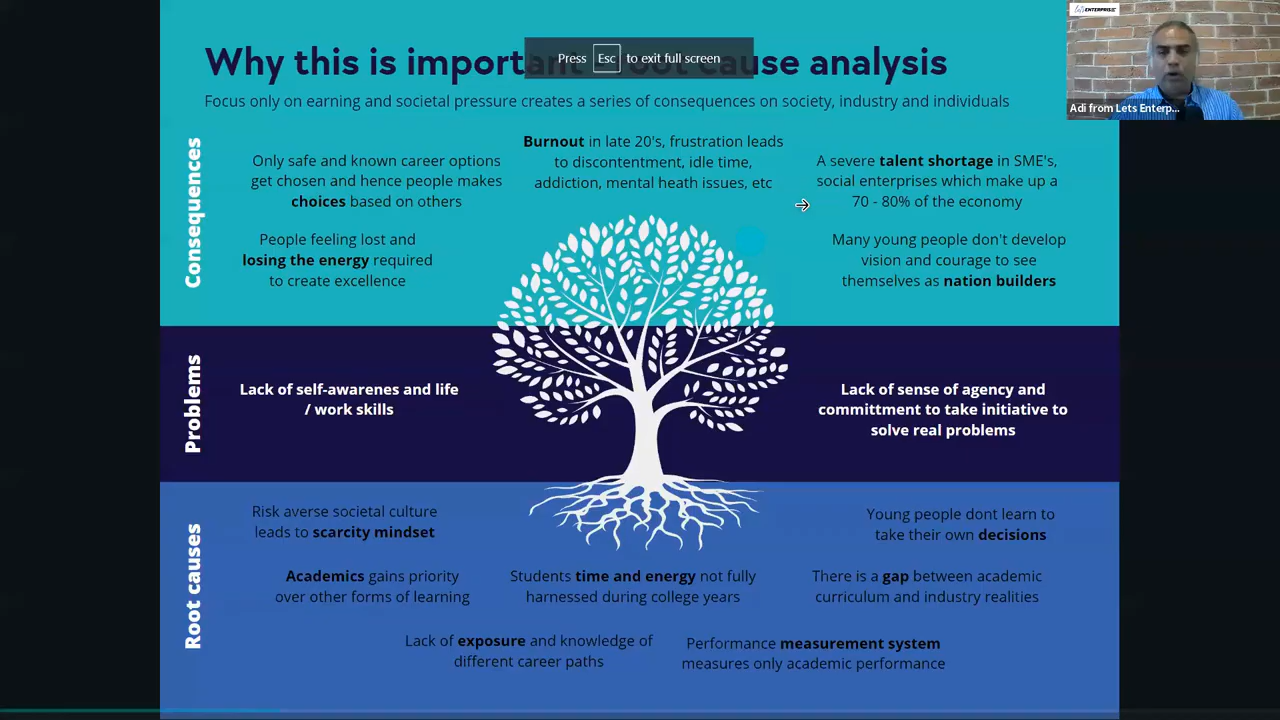 Why this is important
cause analysis
Press Esc to exit full screen
Focus only on earning and societal pressure creates a series of consequences on society, industry and individuals
Let's ENTERPRISE
Adi from Lets Enterp...
Consequences
Only safe and known career options
get chosen and hence people makes
choices based on others
Burnout in late 20's, frustration leads
to discontentment, idle time,
addiction, mental heath issues, etc
A severe talent shortage in SME's,
social enterprises which make up a
70 - 80% of the economy
People feeling lost and
losing the energy required
to create excellence
Many young people don't develop
vision and courage to see
themselves as nation builders
Problems
Lack of self-awarenes and life
/ work skills
Lack of sense of agency and
committment to take initiative to
solve real problems
Root causes
Risk averse societal culture
leads to scarcity mindset
Young people dont learn to
take their own decisions
Academics gains priority
over other forms of learning
Students time and energy not fully
harnessed during college years
There is a gap between academic
curriculum and industry realities
Lack of exposure and knowledge of
different career paths
Performance measurement system
measures only academic performance